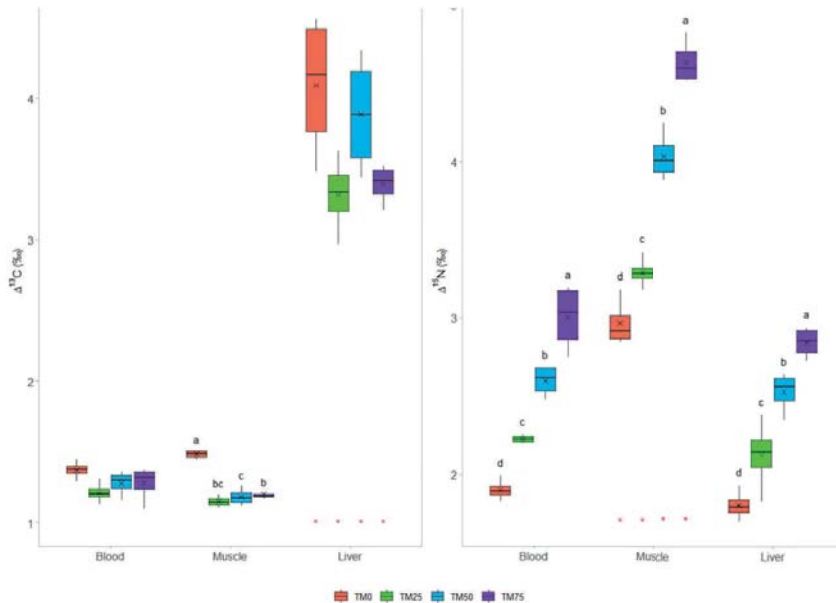 a
a
b
4
4
b
Δ¹³C (‰)
3
Δ¹⁵N (‰)
c
d
a
a
3
b
b
c
c
2
a
d
d
2
bc
c
b
1
* * * *
* * * *
Blood Muscle Liver
Blood Muscle Liver
TM0 TM25 TM50 TM75